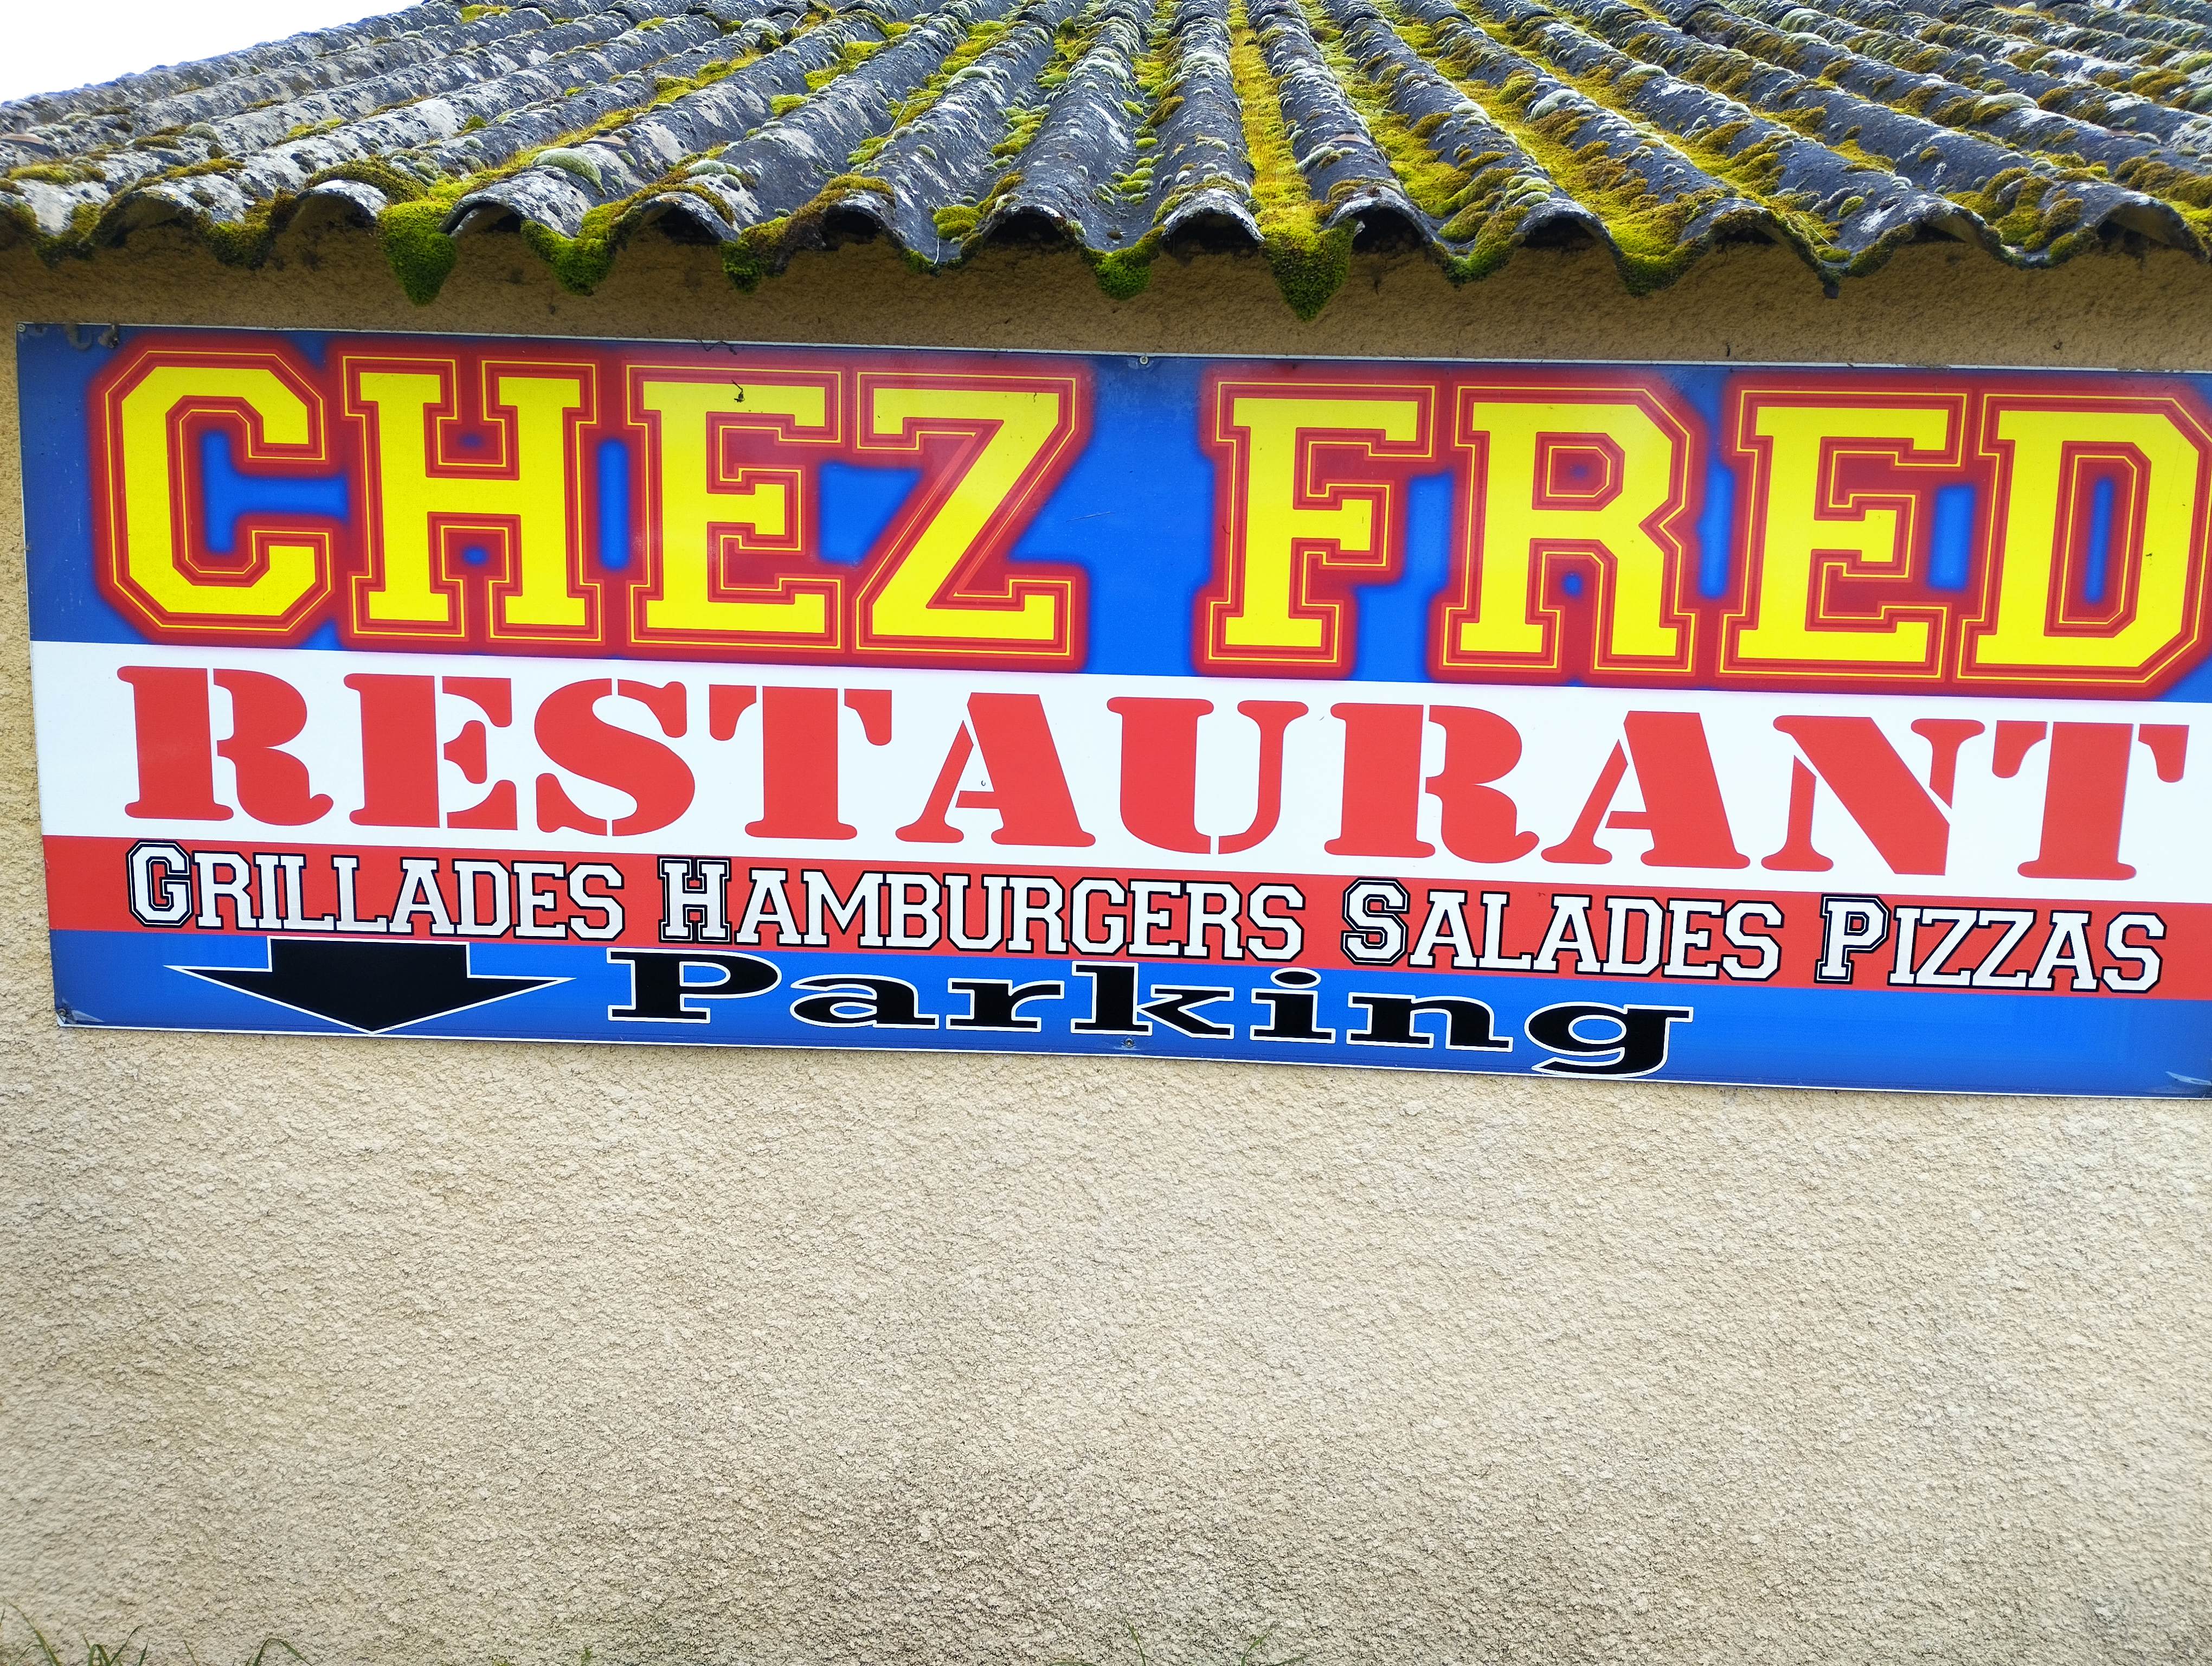 CHEZ FRED
RESTAURANT
GRILLADES HAMBURGERS SALADES PIZZAS
Parking